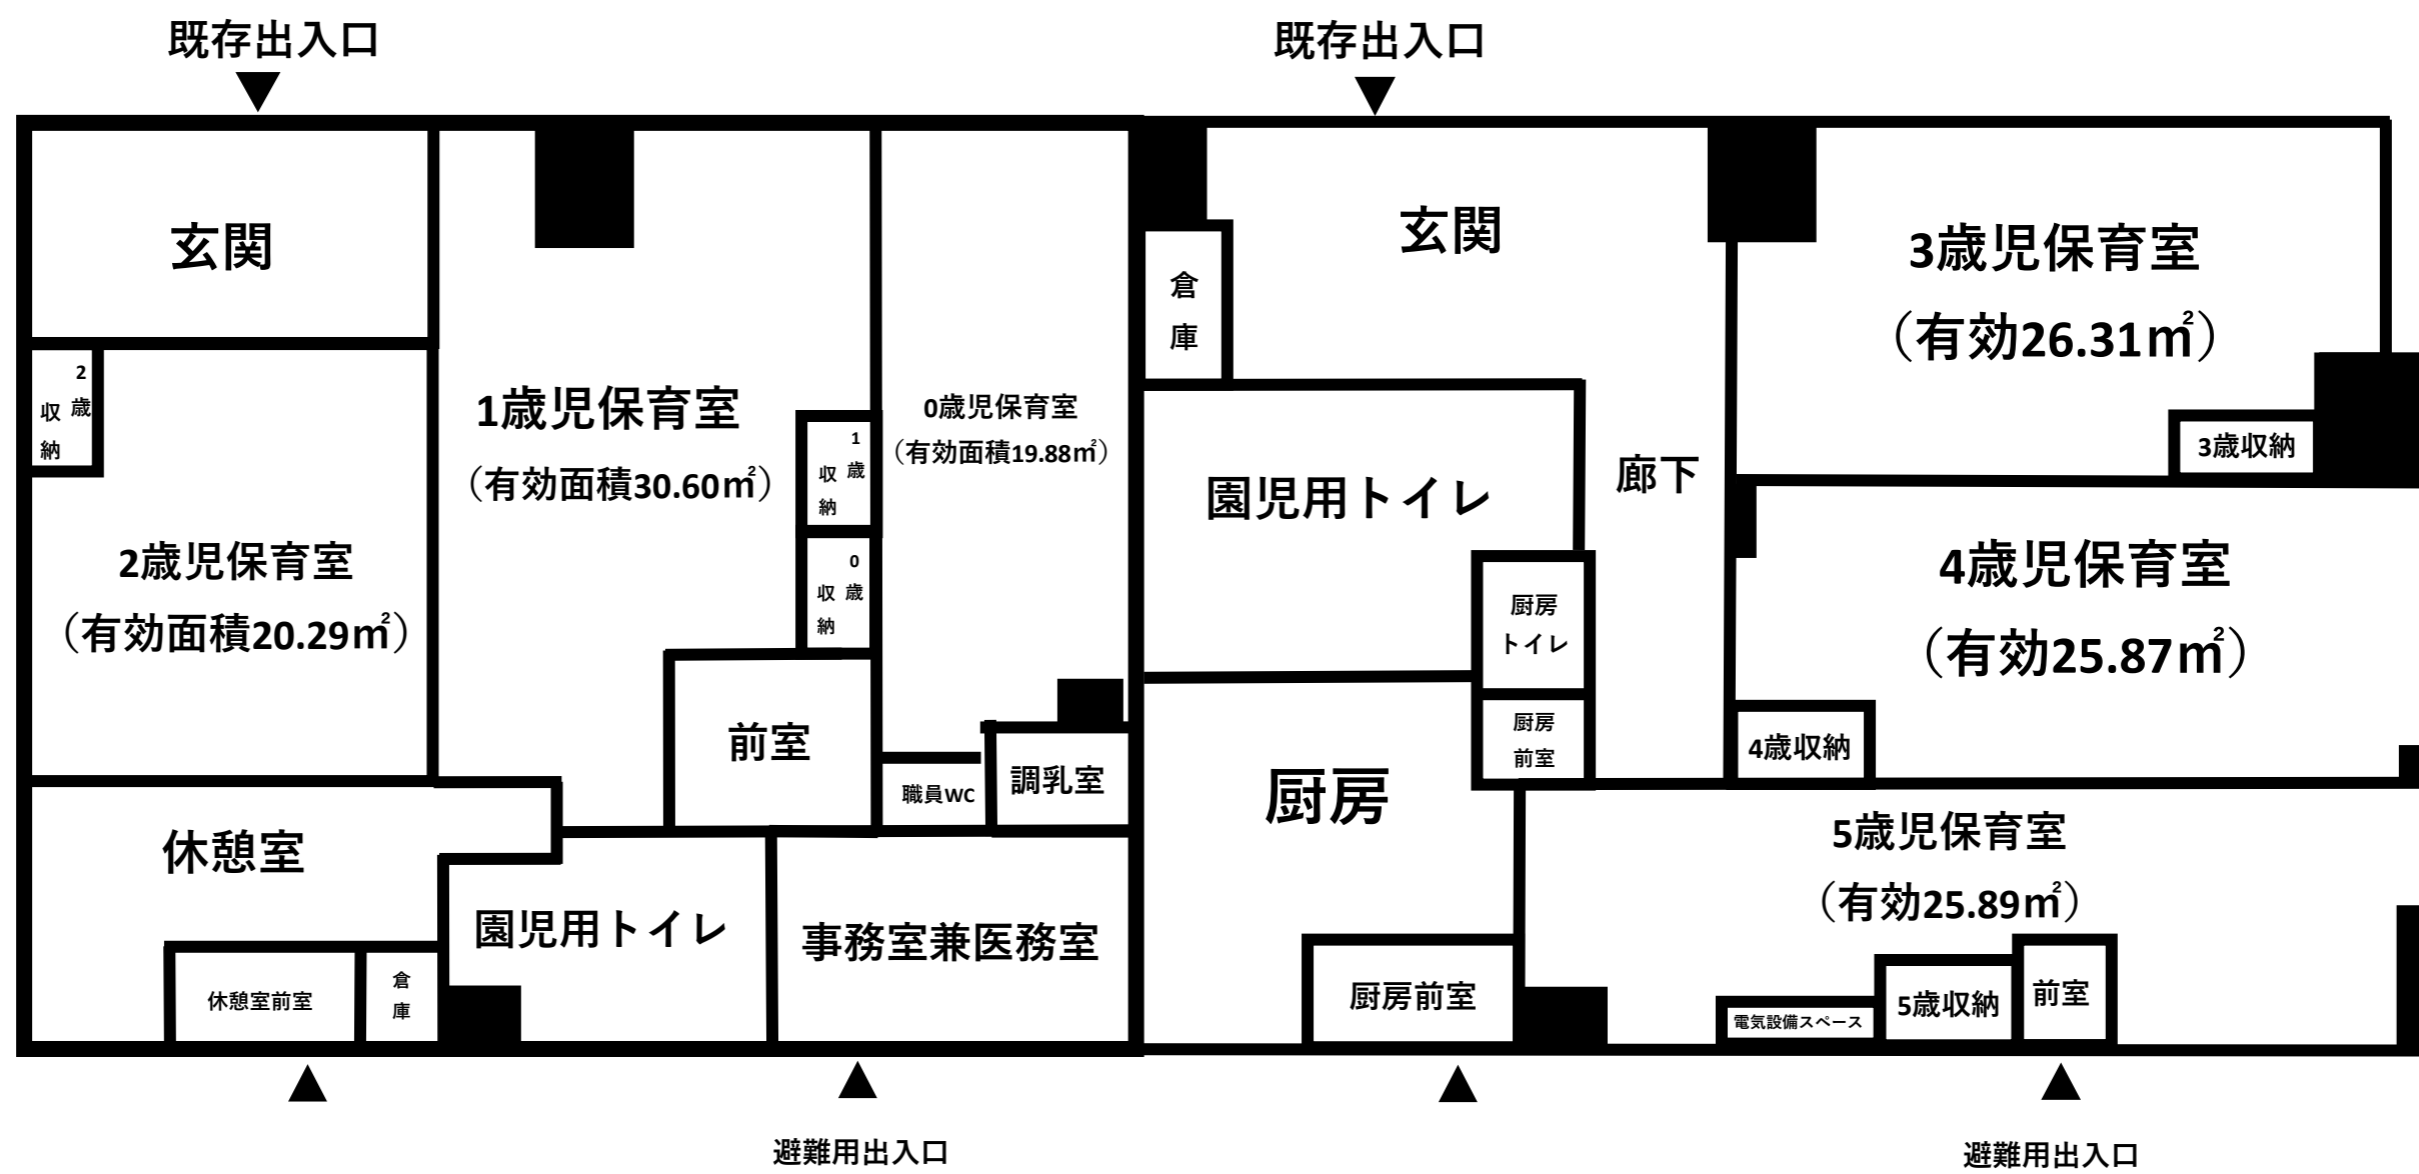 既存出入口
既存出入口
玄関
2歳
収納
2歳児保育室
（有効面積20.29㎡）
1歳児保育室
（有効面積30.60㎡）
1歳
収納
0歳
収納
0歳児保育室
（有効面積19.88㎡）
前室
職員WC
調乳室
休憩室
休憩室前室
倉庫
園児用トイレ
事務室兼医務室
倉庫
玄関
園児用トイレ
廊下
厨房
トイレ
厨房
前室
厨房
厨房前室
3歳児保育室
（有効26.31㎡）
3歳収納
4歳児保育室
（有効25.87㎡）
4歳収納
5歳児保育室
（有効25.89㎡）
電気設備スペース
5歳収納
前室
避難用出入口
避難用出入口